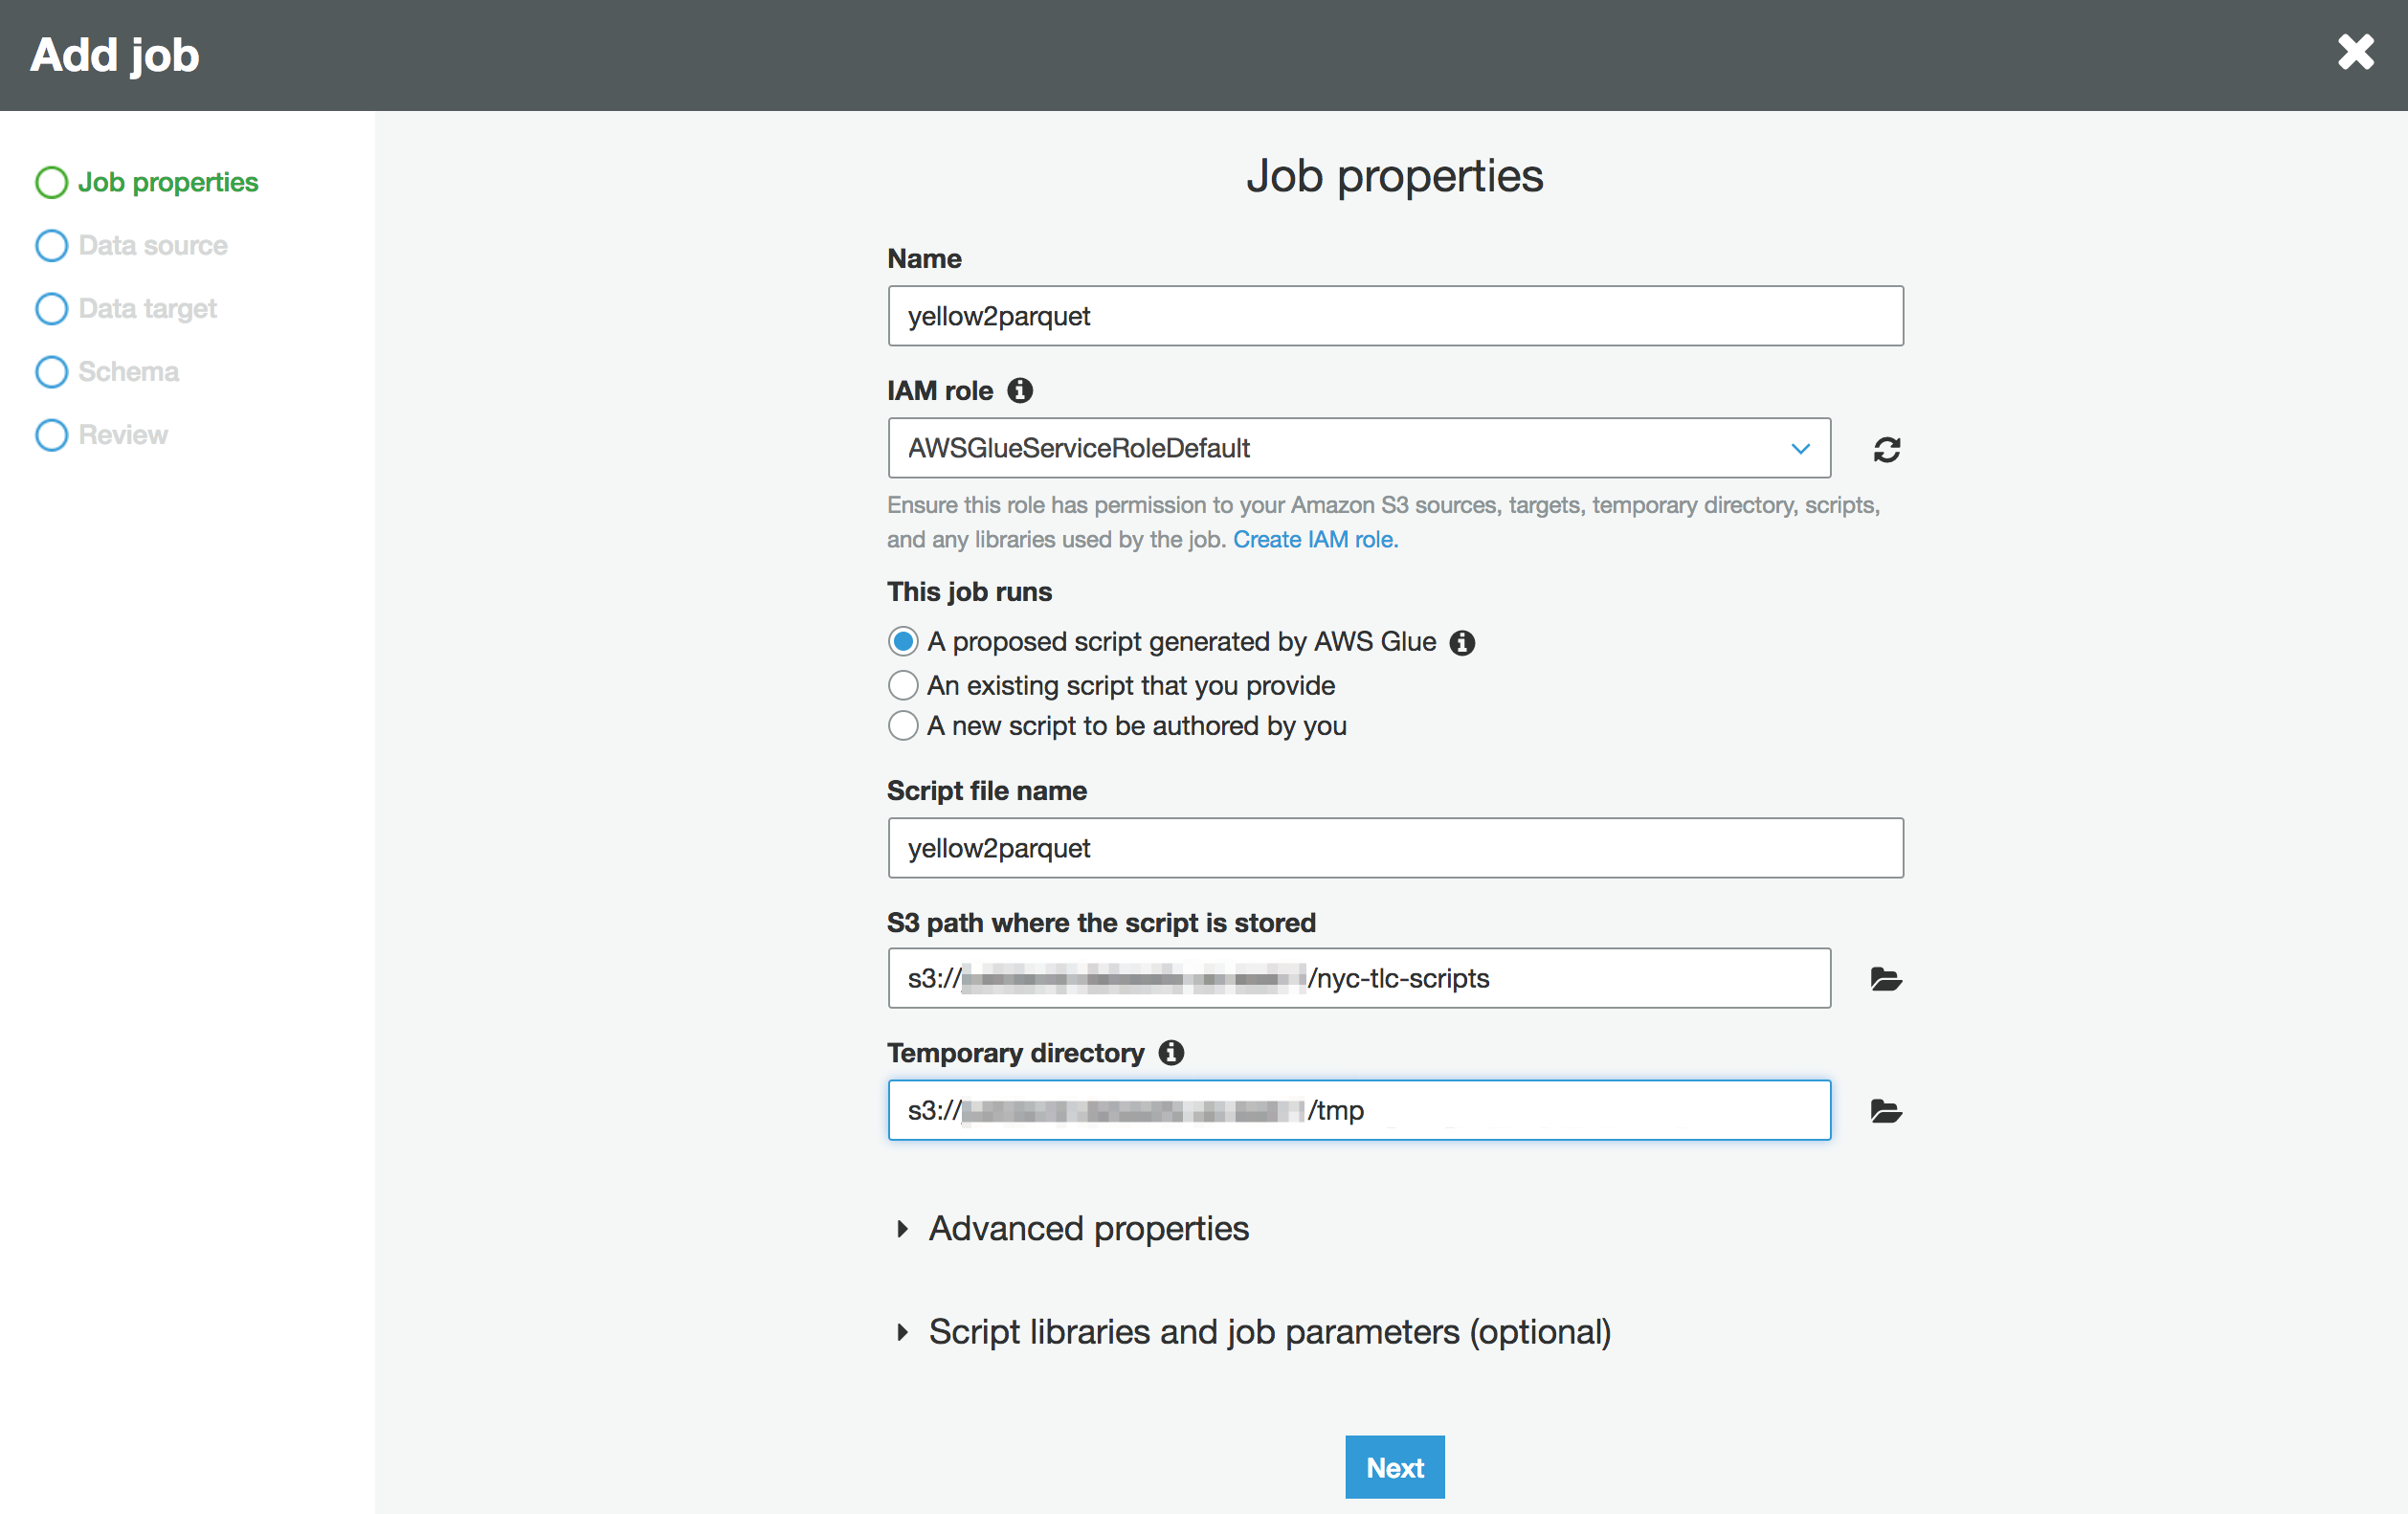 Add job
Job properties
Data source
Data target
Schema
Review
Job properties
Name
yellow2parquet
IAM role
AWSGlueServiceRoleDefault
Ensure this role has permission to your Amazon S3 sources, targets, temporary directory, scripts,
and any libraries used by the job. Create IAM role.
This job runs
A proposed script generated by AWS Glue
An existing script that you provide
A new script to be authored by you
Script file name
yellow2parquet
S3 path where the script is stored
s3:// /nyc-tlc-scripts
Temporary directory
s3:// /tmp
Advanced properties
Script libraries and job parameters (optional)
Next